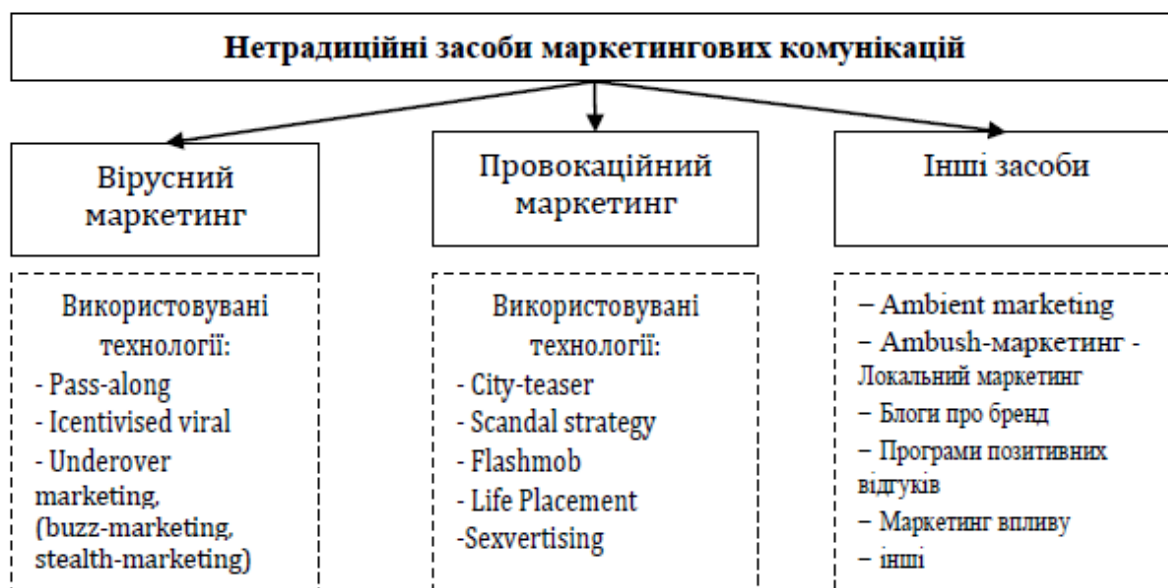 Нетрадиційні засоби маркетингових комунікацій
Вірусний
маркетинг
Провокаційний
маркетинг
Інші засоби
Використовувані
технології:
- Pass-along
- Icentivised viral
- Underover
marketing,
(buzz-marketing,
stealth-marketing)
Використовувані
технології:
- City-teaser
- Scandal strategy
- Flashmob
- Life Placement
-Sexvertising
– Ambient marketing
– Ambush-маркетинг -
Локальний маркетинг
– Блоги про бренд
– Програми позитивних
відгуків
– Маркетинг впливу
– інші